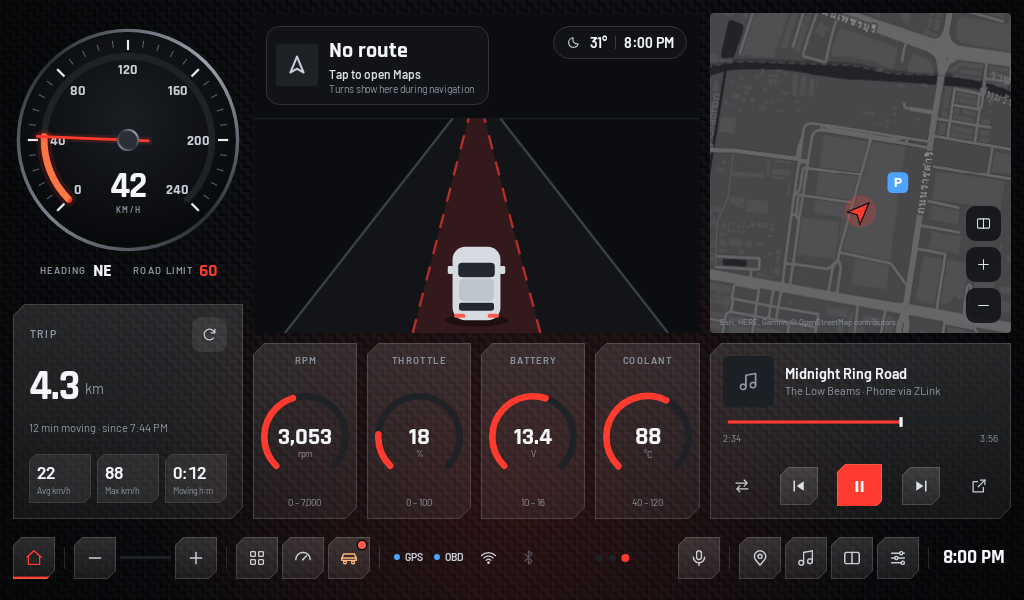 120
80
160
40
200
0
240
42
KM/H
HEADING NE ROAD LIMIT 60
No route
Tap to open Maps
Turns show here during navigation
31° 8:00 PM
P
Esri, HERE, Garmin, © OpenStreetMap contributors
TRIP
4.3 km
12 min moving · since 7:44 PM
22
Avg km/h
88
Max km/h
0:12
Moving h:m
RPM
3,053
rpm
0 – 7,000
THROTTLE
18
%
0 – 100
BATTERY
13.4
V
10 – 16
COOLANT
88
°C
40 – 120
Midnight Ring Road
The Low Beams · Phone via ZLink
2:34 3:56
GPS OBD
8:00 PM